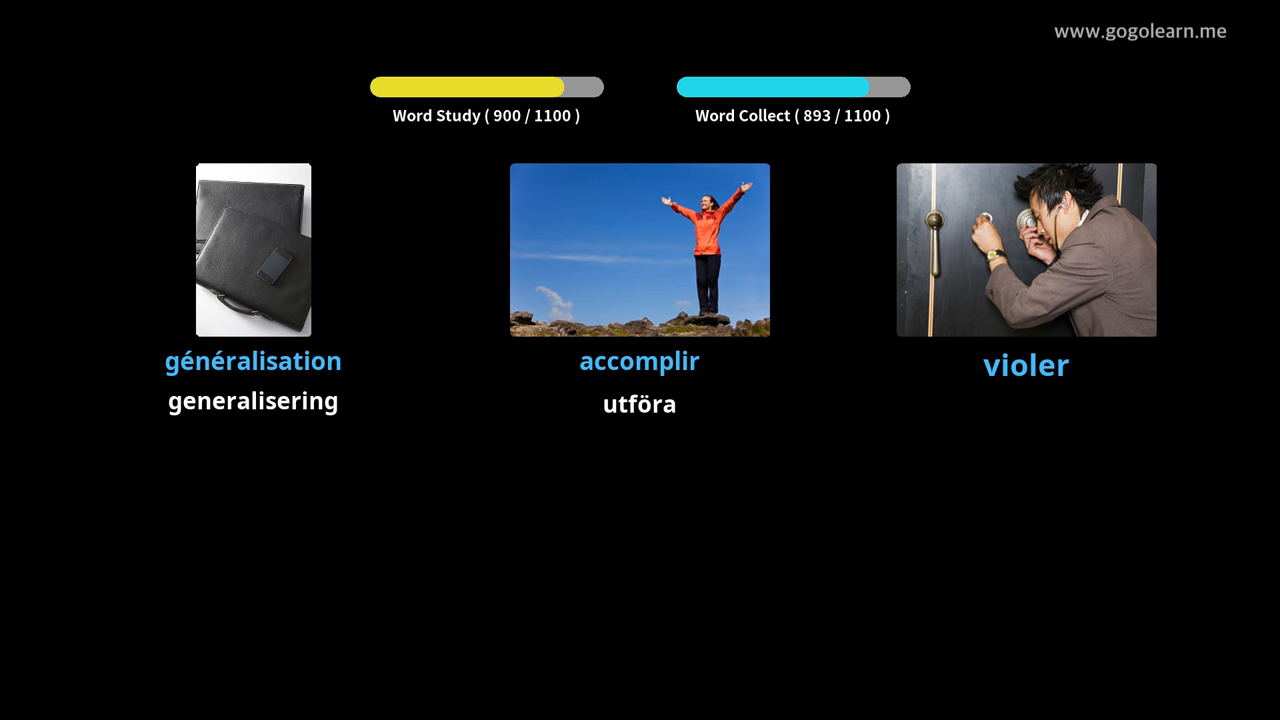 www.gogolearn.me
Word Study ( 900 / 1100 )
Word Collect ( 893 / 1100 )
généralisation
accomplir
violer
generalisering
utföra